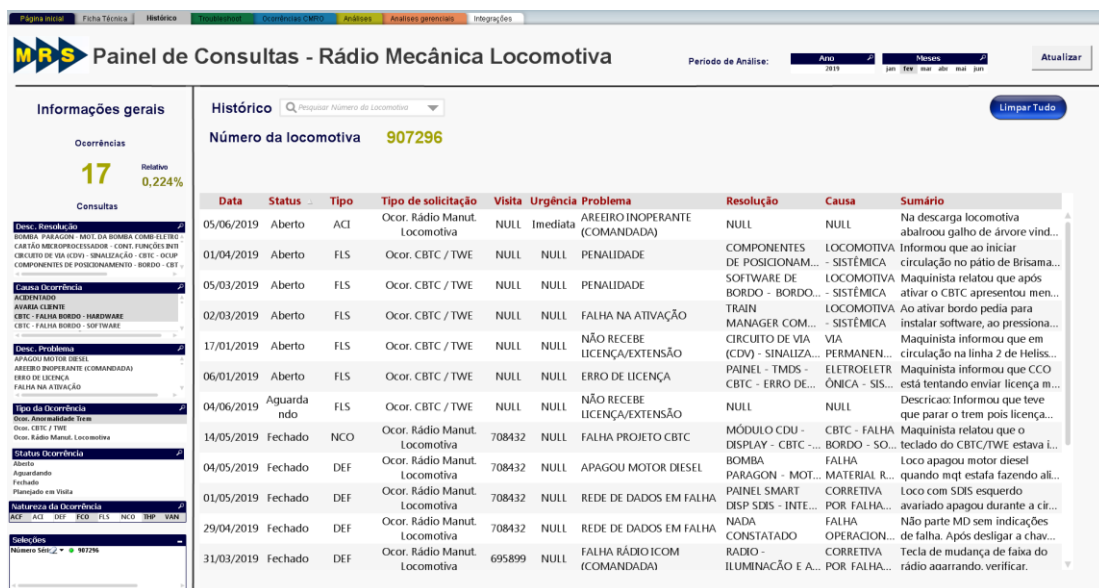 Página inicial Ficha Técnica Histórico Troubleshoot Ocorrências CMRO Análises Analises gerenciais Integrações
MRS Painel de Consultas - Rádio Mecânica Locomotiva
Período de Análise:
Ano
2019
Meses
jan fev mar abr mai jun
Atualizar
Informações gerais
Ocorrências
17
Relativo
0,224%
Consultas
Desc. Resolução
BOMBA PARAGON - MOT. DA BOMBA COMB-ELETRIC -
CARTÃO MICROPROCESSADOR - CONT. FUNÇÕES INTI
CIRCUITO DE VIA (CDV) - SINALIZAÇÃO - CBTC - OCUP
COMPONENTES DE POSICIONAMENTO - BORDO - CBT
Causa Ocorrência
ACIDENTADO
AVARIA CLIENTE
CBTC - FALHA BORDO - HARDWARE
CBTC - FALHA BORDO - SOFTWARE
Desc. Problema
APAGOU MOTOR DIESEL
AREEIRO INOPERANTE (COMANDADA)
ERRO DE LICENÇA
FALHA NA ATIVAÇÃO
Tipo da Ocorrência
Ocor. Anormalidade Trem
Ocor. CBTC / TWE
Ocor. Rádio Manut. Locomotiva
Status Ocorrência
Aberto
Aguardando
Fechado
Planejado em Visita
Natureza da Ocorrência
ACF ACI DEF FCO FLS NCO THP VAN
Seleções
Número Séri 907296
Histórico Pesquisar Número da Locomotiva
Limpar Tudo
Número da locomotiva 907296
Data Status Tipo Tipo de solicitação Visita Urgência Problema Resolução Causa Sumário
05/06/2019 Aberto ACI Ocor. Rádio Manut. Locomotiva NULL Imediata AREEIRO INOPERANTE (COMANDADA) NULL NULL Na descarga locomotiva abalroou galho de árvore vind...
01/04/2019 Aberto FLS Ocor. CBTC / TWE NULL NULL PENALIDADE COMPONENTES DE POSICIONAM... LOCOMOTIVA - SISTÊMICA Informou que ao iniciar circulação no pátio de Brisama...
05/03/2019 Aberto FLS Ocor. CBTC / TWE NULL NULL PENALIDADE SOFTWARE DE BORDO - BORDO... LOCOMOTIVA - SISTÊMICA Maquinista relatou que após ativar o CBTC apresentou men...
02/03/2019 Aberto FLS Ocor. CBTC / TWE NULL NULL FALHA NA ATIVAÇÃO TRAIN MANAGER COM... LOCOMOTIVA - SISTÊMICA Ao ativar bordo pedia para instalar software, ao pressiona...
17/01/2019 Aberto FLS Ocor. CBTC / TWE NULL NULL NÃO RECEBE LICENÇA/EXTENSÃO CIRCUITO DE VIA (CDV) - SINALIZA... VIA PERMANEN... Maquinista informou que em circulação na linha 2 de Heliss...
06/01/2019 Aberto FLS Ocor. CBTC / TWE NULL NULL ERRO DE LICENÇA PAINEL - TMDS - CBTC - ERRO DE... ELETROELETR ÔNICA - SIS... Maquinista informou que CCO está tentando enviar licença m...
04/06/2019 Aguarda ndo FLS Ocor. CBTC / TWE NULL NULL NÃO RECEBE LICENÇA/EXTENSÃO NULL NULL Descricao: Informou que teve que parar o trem pois licença...
14/05/2019 Fechado NCO Ocor. Rádio Manut. Locomotiva 708432 NULL FALHA PROJETO CBTC MÓDULO CDU - DISPLAY - CBTC -... CBTC - FALHA BORDO - SO... Maquinista relatou que o teclado do CBTC/TWE estava i...
04/05/2019 Fechado DEF Ocor. Rádio Manut. Locomotiva 708432 NULL APAGOU MOTOR DIESEL BOMBA PARAGON - MOT... FALHA MATERIAL R... Loco apagou motor diesel quando mqt estafa fazendo ali...
01/05/2019 Fechado DEF Ocor. Rádio Manut. Locomotiva 708432 NULL REDE DE DADOS EM FALHA PAINEL SMART DISP SDIS - INTE... CORRETIVA POR FALHA... Loco com SDIS esquerdo avariado apagou durante a cir...
29/04/2019 Fechado DEF Ocor. Rádio Manut. Locomotiva 708432 NULL REDE DE DADOS EM FALHA NADA CONSTATADO FALHA OPERACION... Não parte MD sem indicações de falha. Após desligar a chav...
31/03/2019 Fechado DEF Ocor. Rádio Manut. Locomotiva 695899 NULL FALHA RÁDIO ICOM (COMANDADA) RADIO - ILUMINAÇÃO E A... CORRETIVA POR FALHA... Tecla de mudança de faixa do rádio agarrando. verificar.